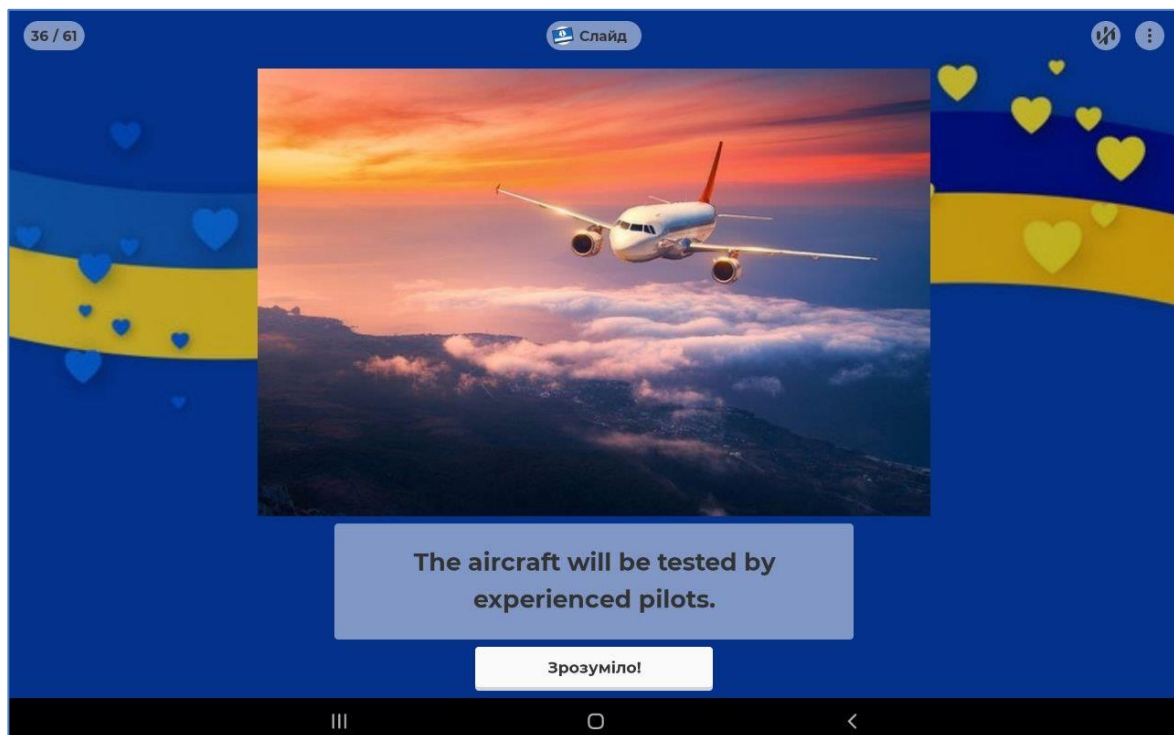 36 / 61
Слайд
The aircraft will be tested by
experienced pilots.
Зрозуміло!